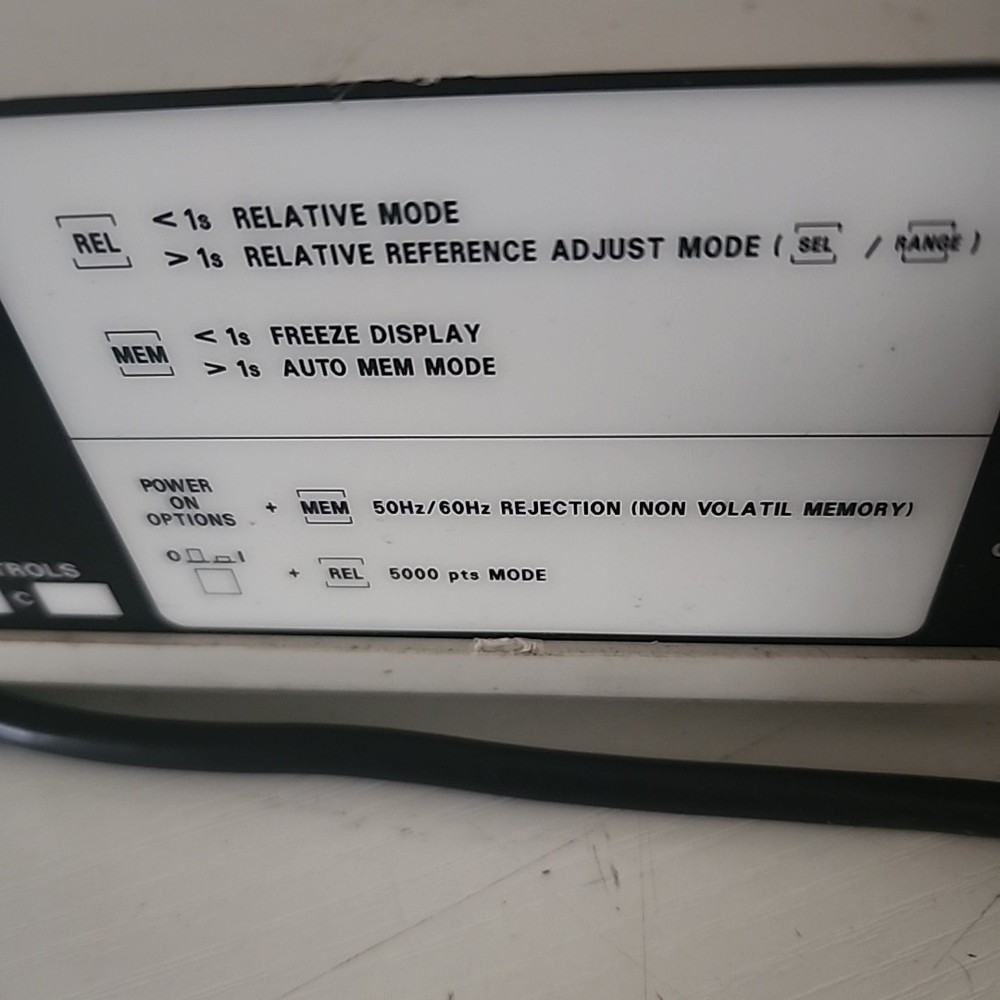 REL < 1s RELATIVE MODE
> 1s RELATIVE REFERENCE ADJUST MODE ( SEL / RANGE )
MEM < 1s FREEZE DISPLAY
> 1s AUTO MEM MODE
POWER
ON
OPTIONS
+ MEM 50Hz/60Hz REJECTION (NON VOLATIL MEMORY)
O I
+ REL 5000 pts MODE
TROLS
C